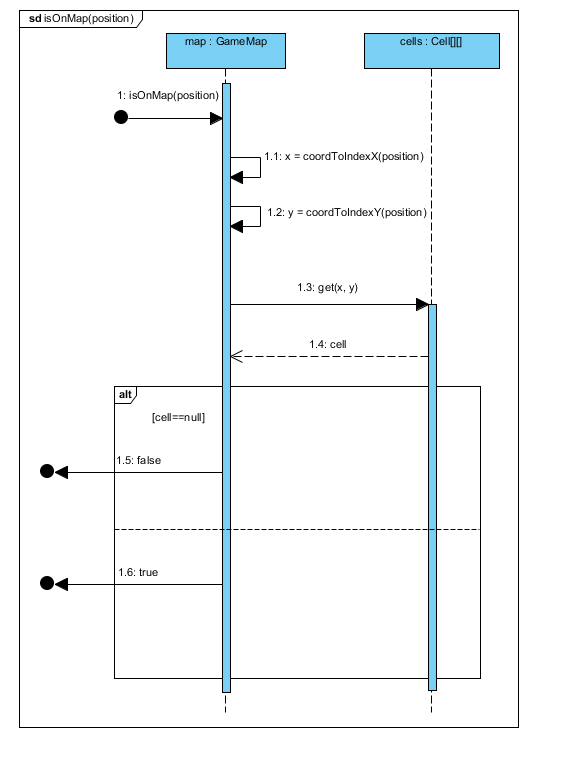 sd isOnMap(position)
map : GameMap
cells : Cell[][]
1: isOnMap(position)
1.1: x = coordToIndexX(position)
1.2: y = coordToIndexY(position)
1.3: get(x, y)
1.4: cell
alt
[cell==null]
1.5: false
1.6: true